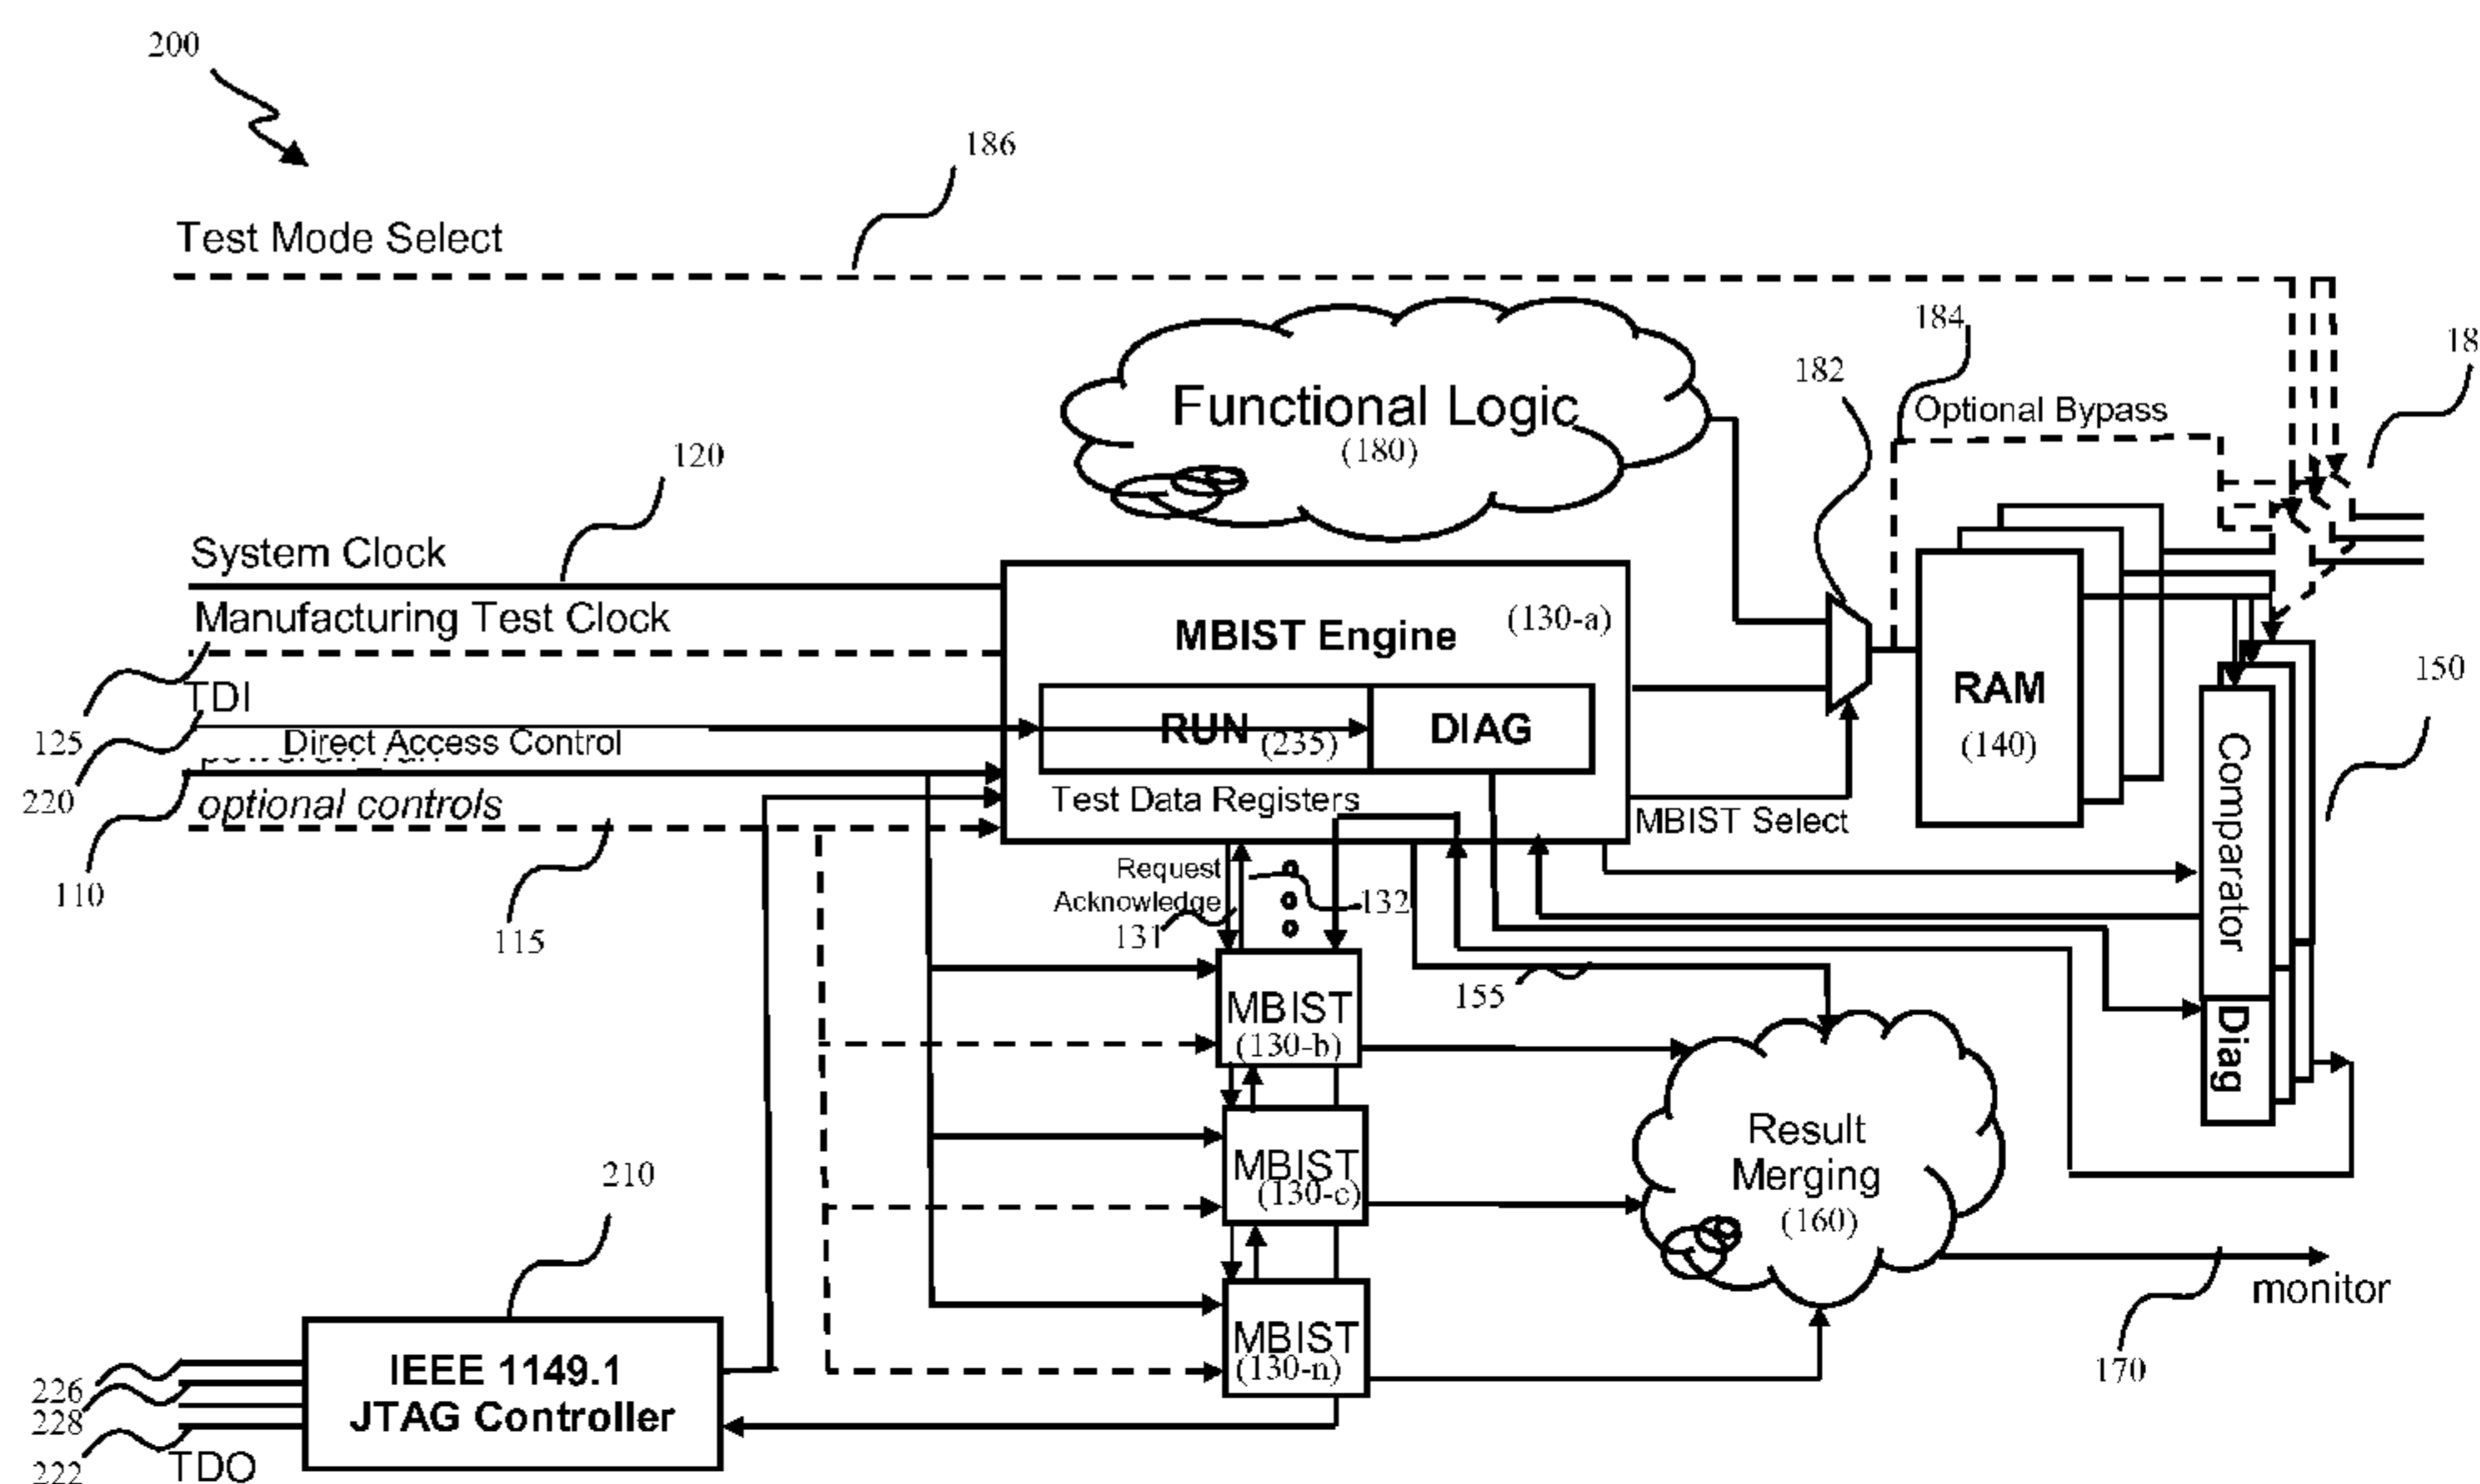 200
186
Test Mode Select
184
18
182
Optional Bypass
Functional Logic
(180)
120
System Clock
Manufacturing Test Clock
MBIST Engine
(130-a)
150
TDI
RAM
(140)
125
Direct Access Control
RUN
(235)
DIAG
220
optional controls
Test Data Registers
MBIST Select
Comparator
110
115
Request
Acknowledge
131
132
155
MBIST
(130-b)
Diag
MBIST
(130-c)
Result
Merging
(160)
210
monitor
170
MBIST
(130-n)
IEEE 1149.1
JTAG Controller
226
228
222
TDO